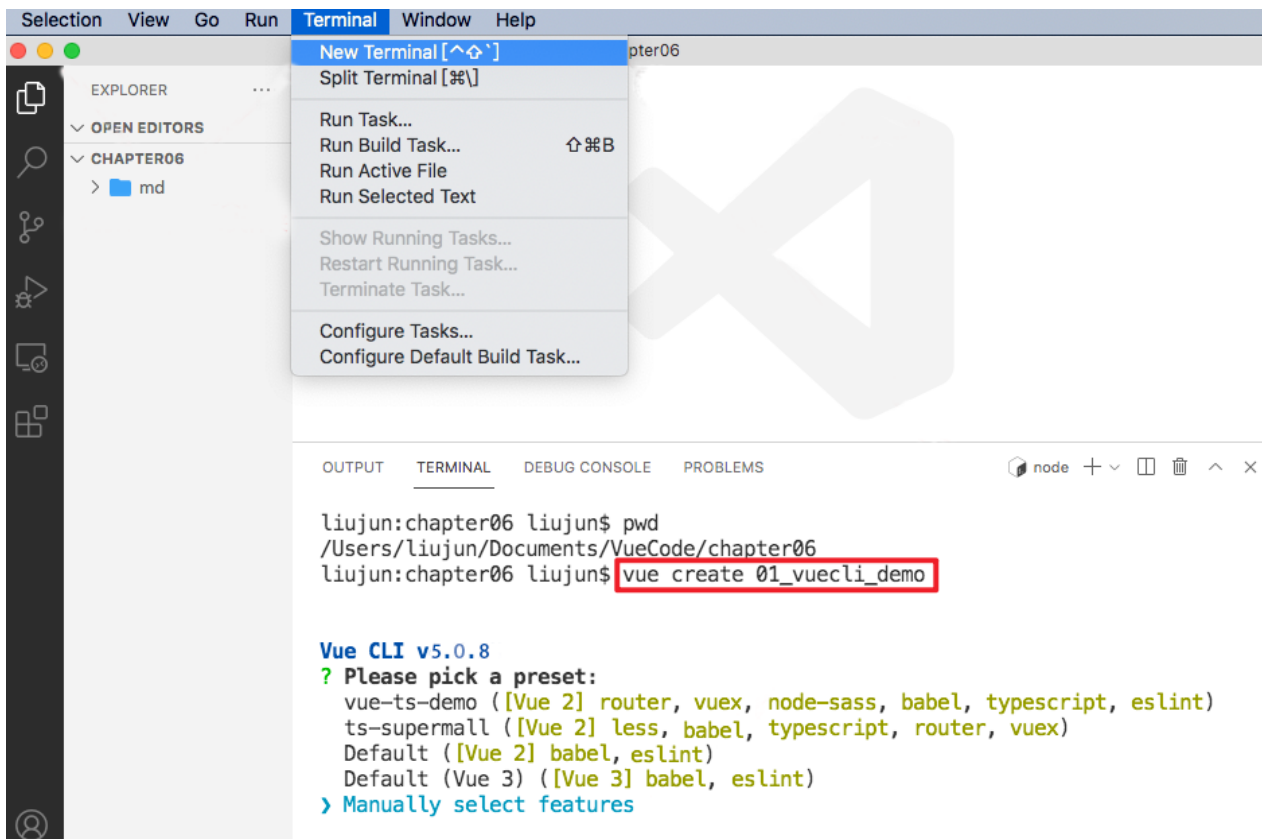 Selection View Go Run Terminal Window Help
New Terminal [^⇧`]
pter06
Split Terminal [⌘\]
EXPLORER ...
OPEN EDITORS
CHAPTER06
md
Run Task...
Run Build Task... ⇧⌘B
Run Active File
Run Selected Text
Show Running Tasks...
Restart Running Task...
Terminate Task...
Configure Tasks...
Configure Default Build Task...
OUTPUT TERMINAL DEBUG CONSOLE PROBLEMS node
liujun:chapter06 liujun$ pwd
/Users/liujun/Documents/VueCode/chapter06
liujun:chapter06 liujun$ vue create 01_vuecli_demo
Vue CLI v5.0.8
? Please pick a preset:
vue-ts-demo ([Vue 2] router, vuex, node-sass, babel, typescript, eslint)
ts-supermall ([Vue 2] less, babel, typescript, router, vuex)
Default ([Vue 2] babel, eslint)
Default (Vue 3) ([Vue 3] babel, eslint)
❯ Manually select features